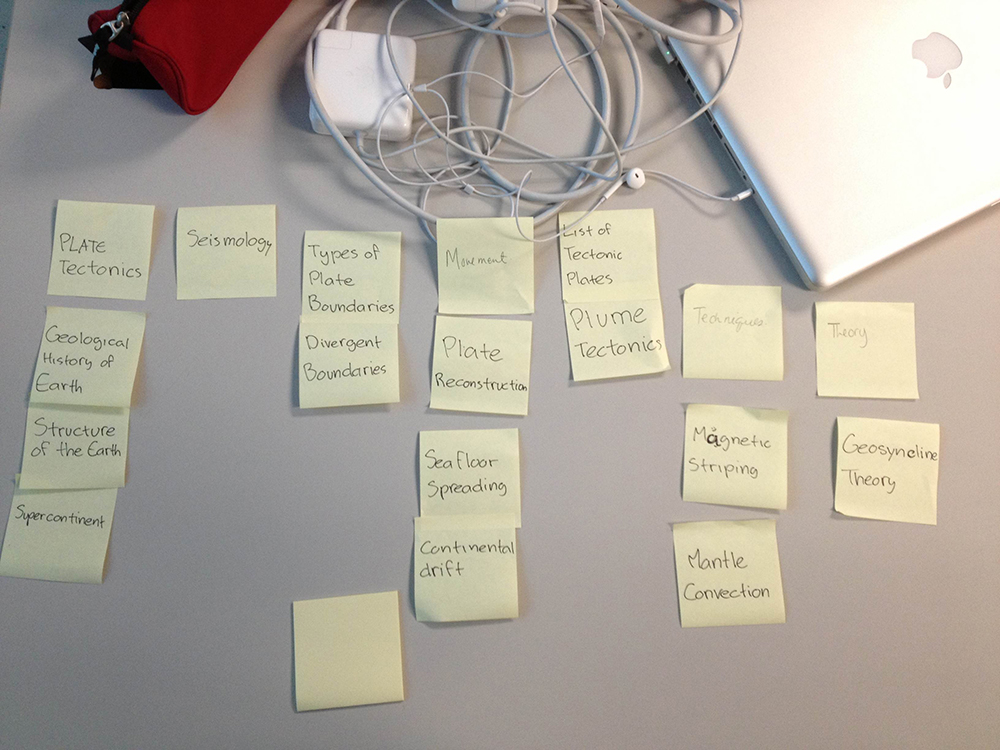 PLATE
Tectonics
Seismology
Types of
Plate
Boundaries
Movement
List of
Tectonic
Plates
Techniques
Theory
Geological
History of
Earth
Divergent
Boundaries
Plate
Reconstruction
Plume
Tectonics
Structure
of the Earth
Sea floor
Spreading
Magnetic
Striping
Geosyncline
Theory
Supercontinent
Continental
drift
Mantle
Convection